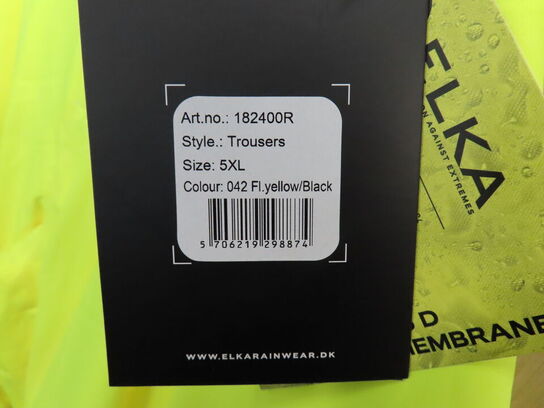 Art.no.: 182400R
Style.: Trousers
Size: 5XL
Colour: 042 Fl.yellow/Black
5 706219 298874
WWW.ELKARAINWEAR.DK
ELKA
AGAINST EXTREMES
D
MEMBRANE